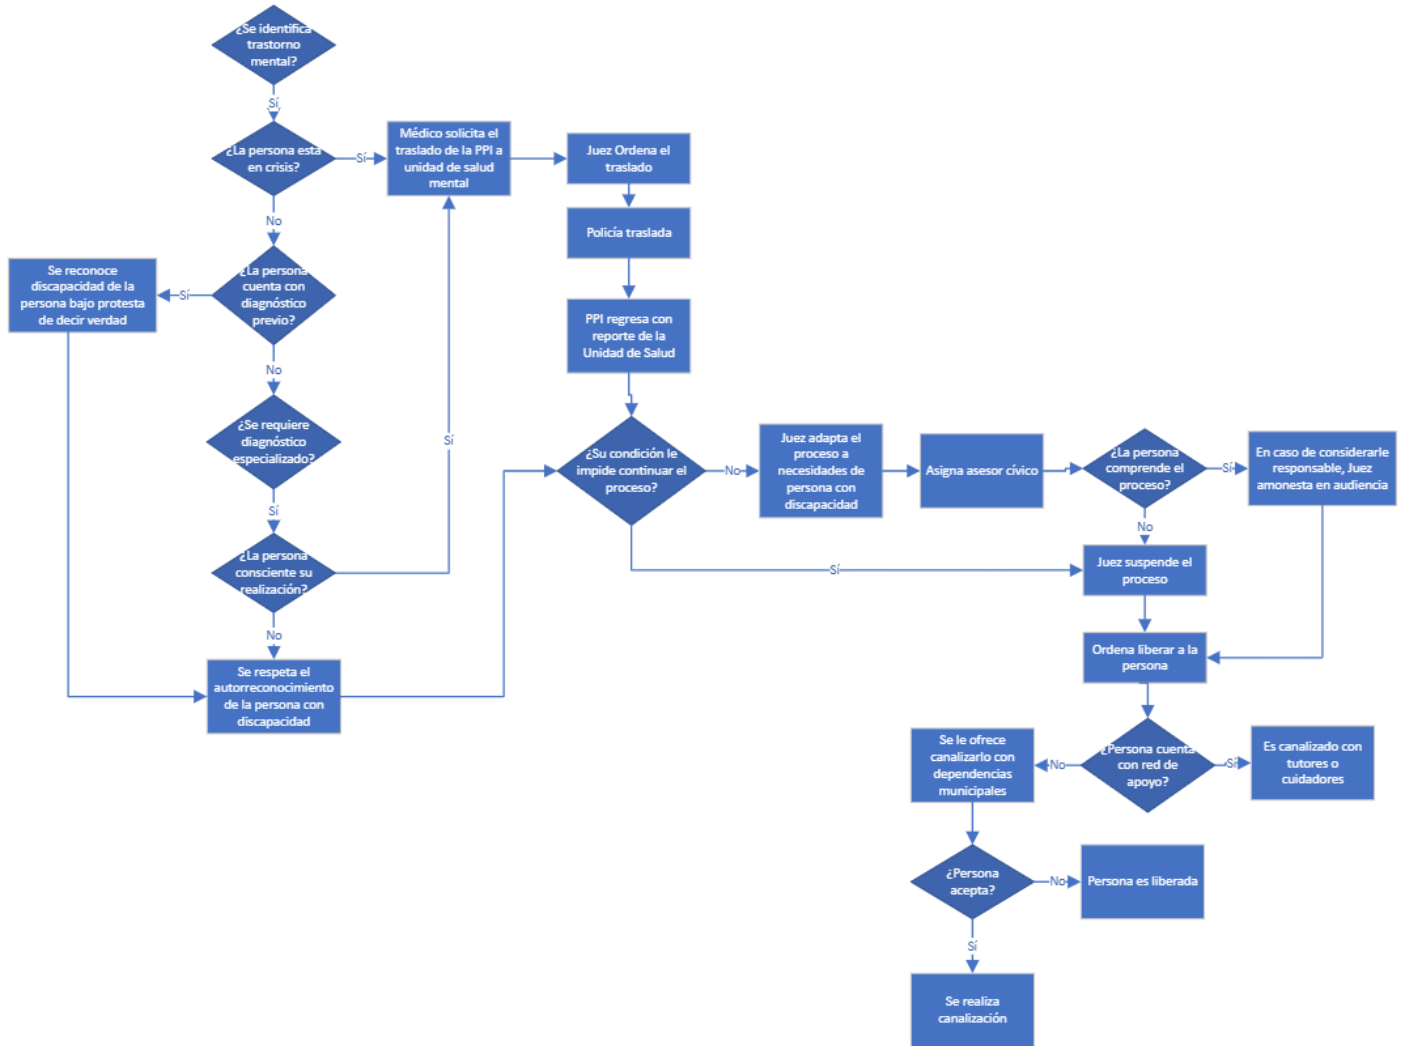 ¿Se identifica
trastorno
mental?
Sí
¿La persona esta
en crisis?
Sí
Médico solicita el
traslado de la PPI a
unidad de salud
mental
Juez Ordena el
traslado
Policía traslada
PPI regresa con
reporte de la
Unidad de Salud
No
¿La persona
cuenta con
diagnóstico
previo?
Sí
Se reconoce
discapacidad de la
persona bajo protesta
de decir verdad
No
¿Se requiere
diagnóstico
especializado?
Sí
¿La persona
consciente su
realización?
Sí
No
Se respeta el
autorreconocimiento
de la persona con
discapacidad
¿Su condición le
impide continuar el
proceso?
No
Juez adapta el
proceso a
necesidades de
persona con
discapacidad
Asigna asesor cívico
¿La persona
comprende el
proceso?
Sí
En caso de considerarle
responsable, Juez
amonesta en audiencia
No
Sí
Juez suspende el
proceso
Ordena liberar a la
persona
¿Persona cuenta
con red de
apoyo?
Sí
Es canalizado con
tutores o
cuidadores
No
Se le ofrece
canalizarlo con
dependencias
municipales
¿Persona
acepta?
No
Persona es liberada
Sí
Se realiza
canalización